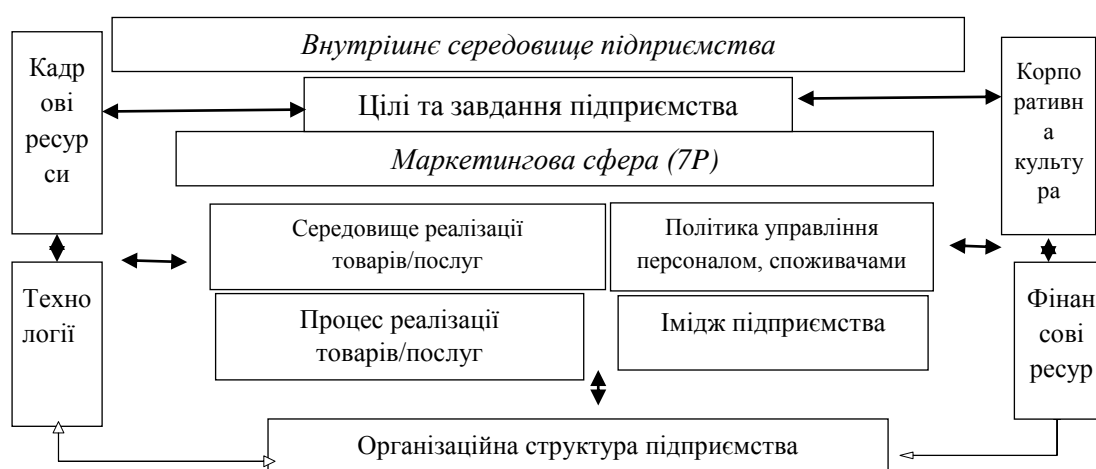 Внутрішнє середовище підприємства
Кадр
ові
ресур
си
Цілі та завдання підприємства
Корпо
ративн
а
культу
ра
Маркетингова сфера (7Р)
Середовище реалізації
товарів/послуг
Політика управління
персоналом, споживачами
Техно
логії
Процес реалізації
товарів/послуг
Імідж підприємства
Фінан
сові
ресур
Організаційна структура підприємства